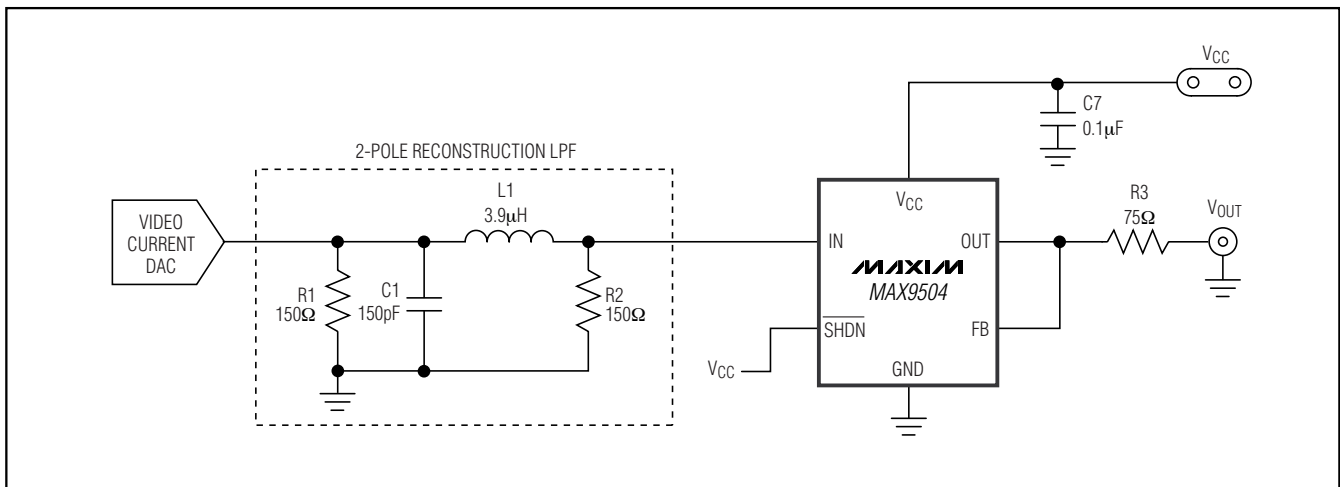 VCC
C7
0.1μF
2-POLE RECONSTRUCTION LPF
L1
3.9μH
VIDEO
CURRENT
DAC
R1
150Ω
C1
150pF
R2
150Ω
VCC
IN
OUT
MAXIM
MAX9504
SHDN
FB
GND
VCC
R3
75Ω
VOUT